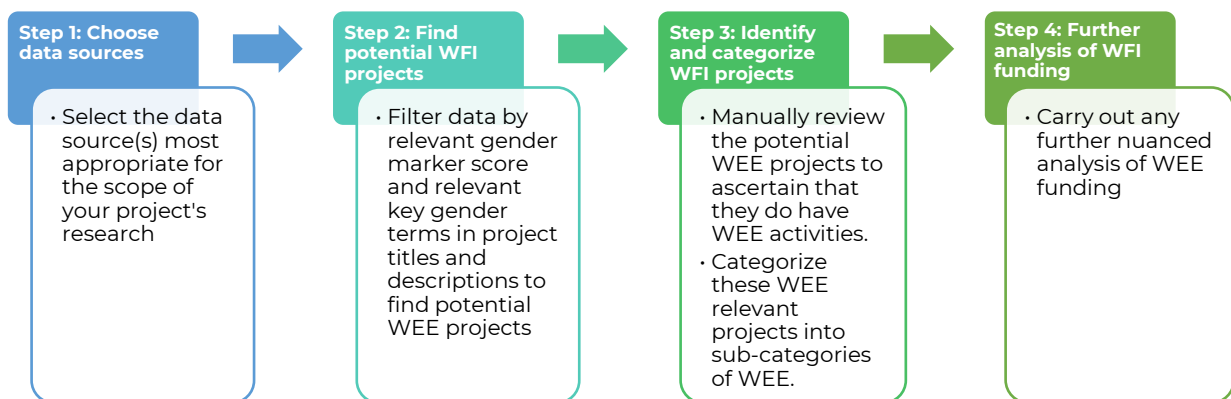 Step 1: Choose
data sources
· Select the data
source(s) most
appropriate for
the scope of
your project's
research
Step 2: Find
potential WFI
projects
· Filter data by
relevant gender
marker score
and relevant
key gender
terms in project
titles and
descriptions to
find potential
WEE projects
Step 3: Identify
and categorize
WFI projects
· Manually review
the potential
WEE projects to
ascertain that
they do have
WEE activities.
· Categorize
these WEE
relevant
projects into
sub-categories
of WEE.
Step 4: Further
analysis of WFI
funding
· Carry out any
further nuanced
analysis of WEE
funding